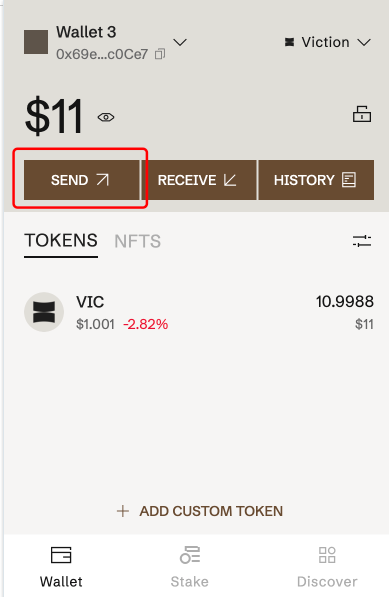 Wallet 3
0x69e...c0Ce7
Viction
$11
SEND RECEIVE HISTORY
TOKENS NFTS
VIC 10.9988
$1.001 -2.82% $11
ADD CUSTOM TOKEN
Wallet Stake Discover